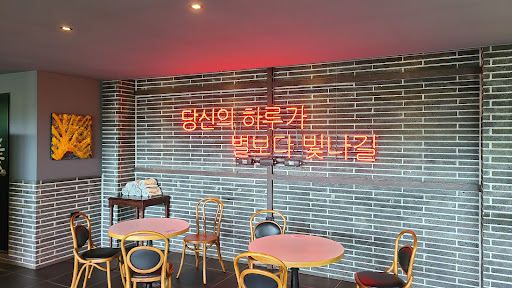 당신의 하루가
별보다 빛나길